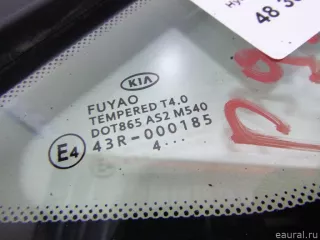 48 3
KIA
FUYAO
TEMPERED T4.0
DOT865 AS2 M540
43R-000185
E4
4...
eaural.ru